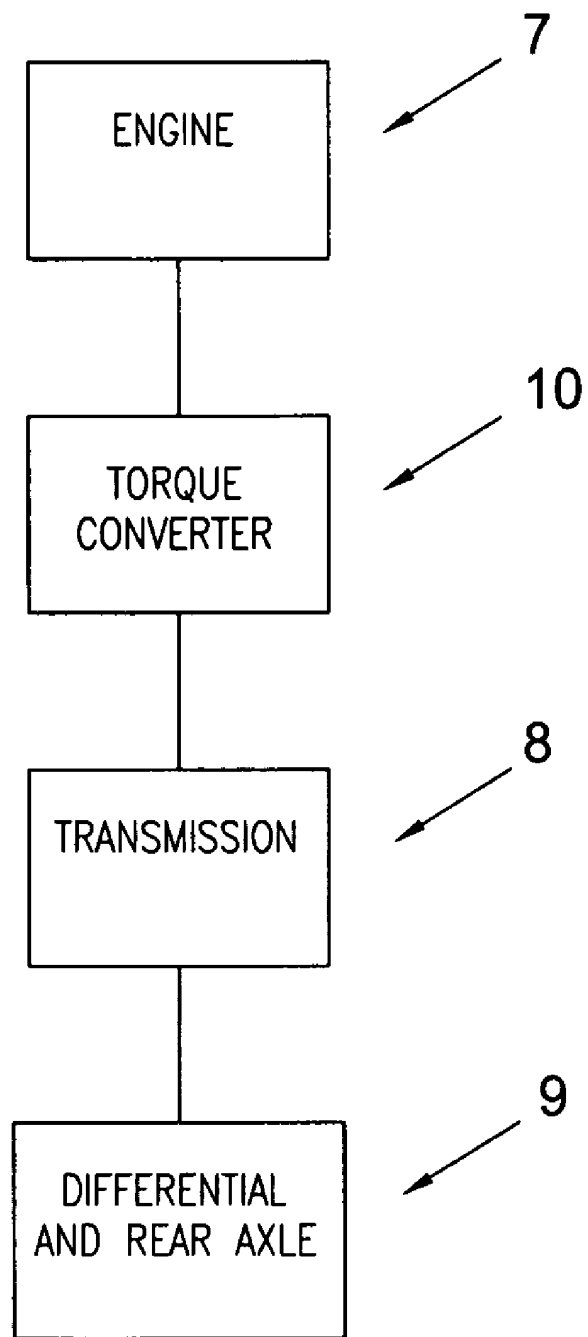 7
ENGINE
10
TORQUE
CONVERTER
8
TRANSMISSION
9
DIFFERENTIAL
AND REAR AXLE